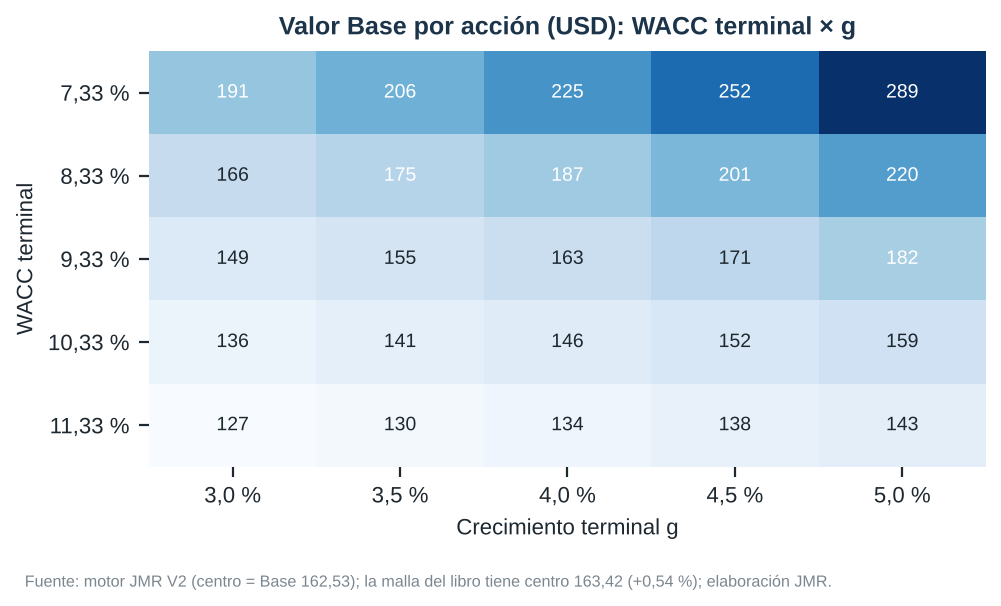 Valor Base por acción (USD): WACC terminal × g
WACC terminal
7,33 % 191 206 225 252 289
8,33 % 166 175 187 201 220
9,33 % 149 155 163 171 182
10,33 % 136 141 146 152 159
11,33 % 127 130 134 138 143
3,0 % 3,5 % 4,0 % 4,5 % 5,0 %
Crecimiento terminal g
Fuente: motor JMR V2 (centro = Base 162,53); la malla del libro tiene centro 163,42 (+0,54 %); elaboración JMR.